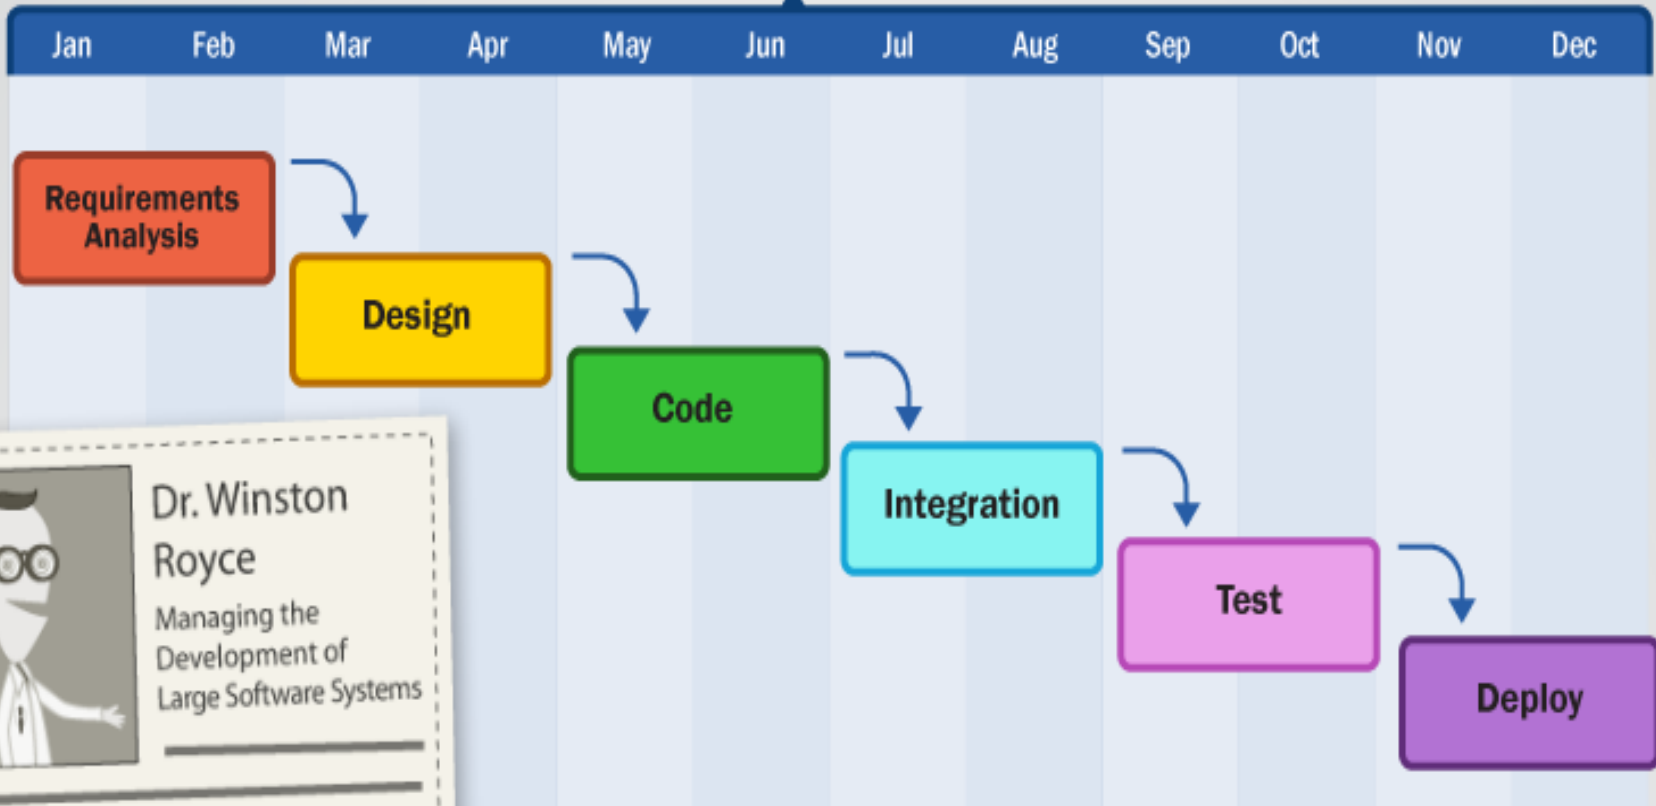 Jan Feb Mar Apr May Jun Jul Aug Sep Oct Nov Dec
Requirements
Analysis
Design
Code
Integration
Test
Deploy
Dr. Winston
Royce
Managing the
Development of
Large Software Systems